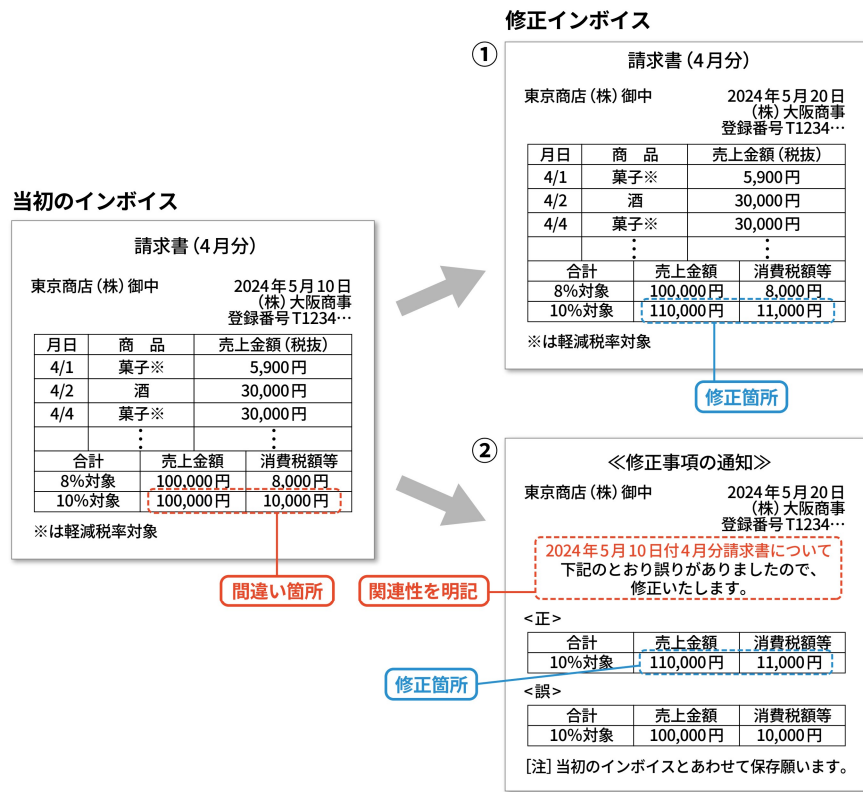 当初のインボイス
請求書（4月分）
東京商店（株）御中 2024年5月10日
（株）大阪商事
登録番号T1234…
月日 商 品 売上金額（税抜）
4/1 菓子※ 5,900円
4/2 酒 30,000円
4/4 菓子※ 30,000円
⋮ ⋮
合計 売上金額 消費税額等
8%対象 100,000円 8,000円
10%対象 100,000円 10,000円
※は軽減税率対象
間違い箇所
修正インボイス
①
請求書（4月分）
東京商店（株）御中 2024年5月20日
（株）大阪商事
登録番号T1234…
月日 商 品 売上金額（税抜）
4/1 菓子※ 5,900円
4/2 酒 30,000円
4/4 菓子※ 30,000円
⋮ ⋮
合計 売上金額 消費税額等
8%対象 100,000円 8,000円
10%対象 110,000円 11,000円
※は軽減税率対象
修正箇所
②
≪修正事項の通知≫
東京商店（株）御中 2024年5月20日
（株）大阪商事
登録番号T1234…
2024年5月10日付4月分請求書について
下記のとおり誤りがありましたので、
修正いたします。
関連性を明記
<正>
合計 売上金額 消費税額等
10%対象 110,000円 11,000円
修正箇所
<誤>
合計 売上金額 消費税額等
10%対象 100,000円 10,000円
［注］当初のインボイスとあわせて保存願います。